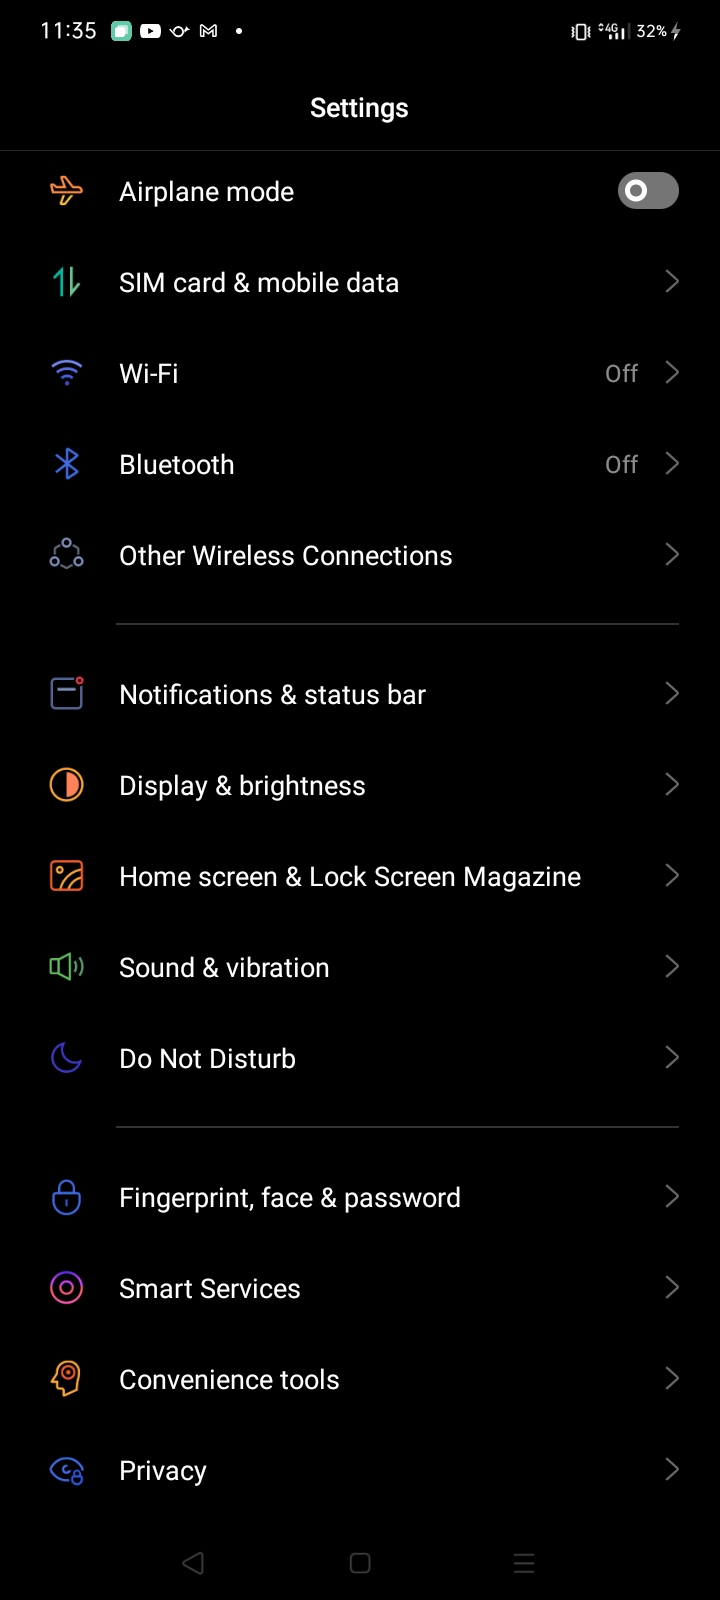 11:35 4G 32%
Settings
Airplane mode
SIM card & mobile data
Wi-Fi Off
Bluetooth Off
Other Wireless Connections
Notifications & status bar
Display & brightness
Home screen & Lock Screen Magazine
Sound & vibration
Do Not Disturb
Fingerprint, face & password
Smart Services
Convenience tools
Privacy